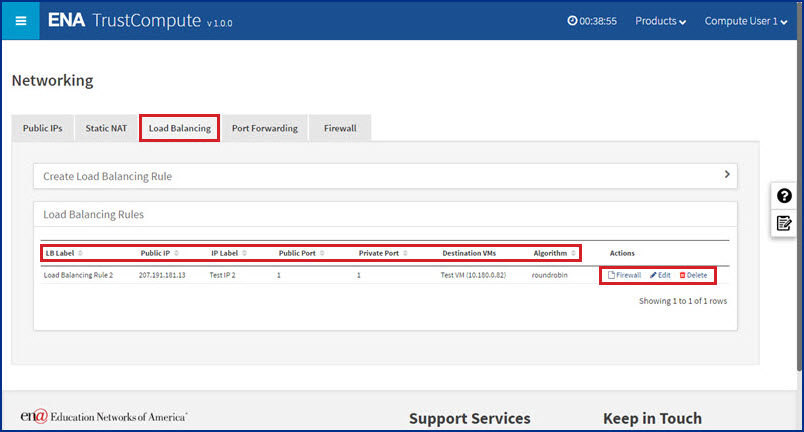 ENA TrustCompute v 1.0.0 00:38:55 Products Compute User 1
Networking
Public IPs Static NAT Load Balancing Port Forwarding Firewall
Create Load Balancing Rule
Load Balancing Rules
LB Label Public IP IP Label Public Port Private Port Destination VMs Algorithm Actions
Load Balancing Rule 2 207.191.181.13 Test IP 2 1 1 Test VM (10.180.0.82) roundrobin Firewall Edit Delete
Showing 1 to 1 of 1 rows
ena Education Networks of America® Support Services Keep in Touch